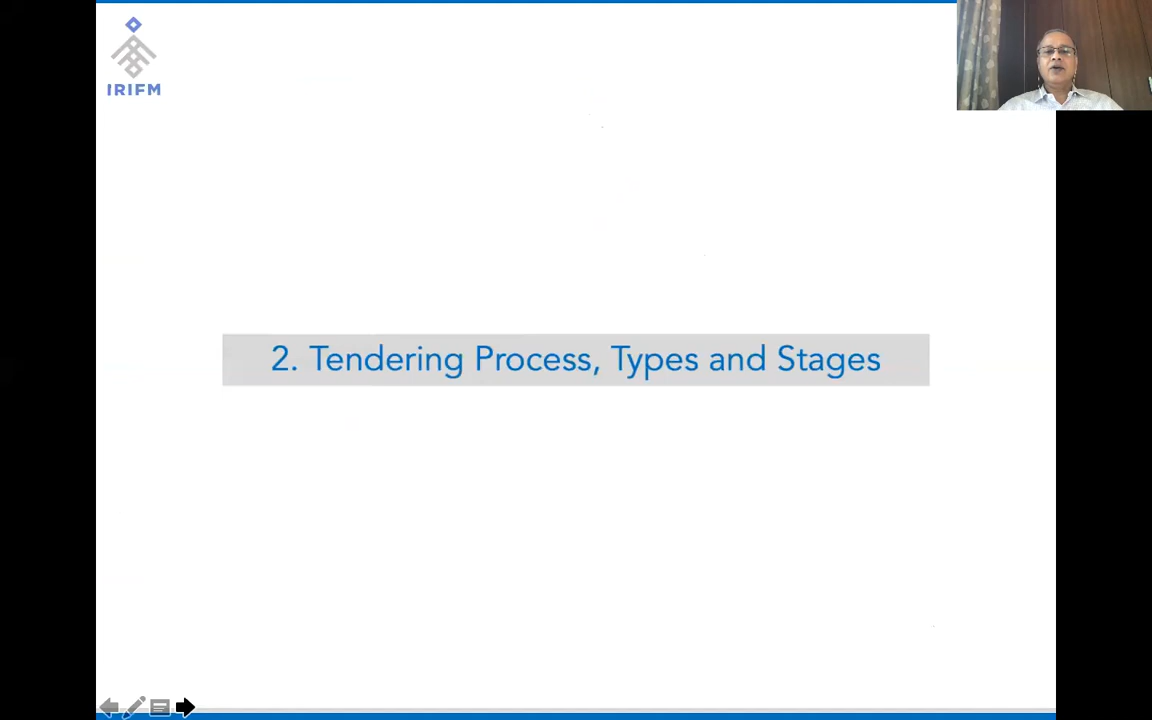 IRIFM
2. Tendering Process, Types and Stages